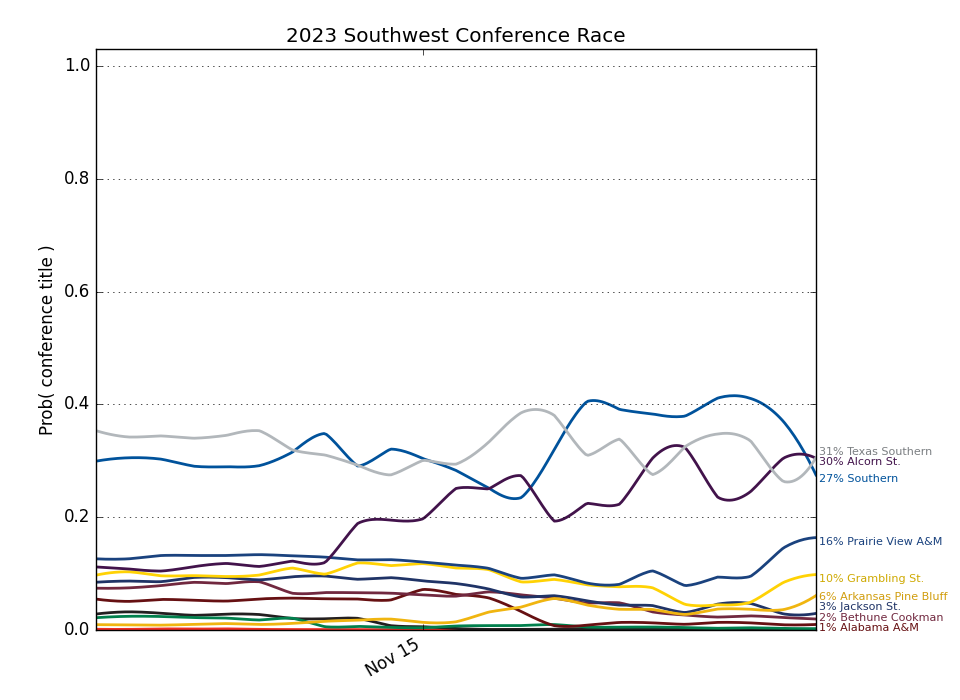 2023 Southwest Conference Race
1.0
0.8
0.6
0.4
0.2
0.0
Prob( conference title )
Nov 15
31% Texas Southern
30% Alcorn St.
27% Southern
16% Prairie View A&M
10% Grambling St.
6% Arkansas Pine Bluff
3% Jackson St.
2% Bethune Cookman
1% Alabama A&M